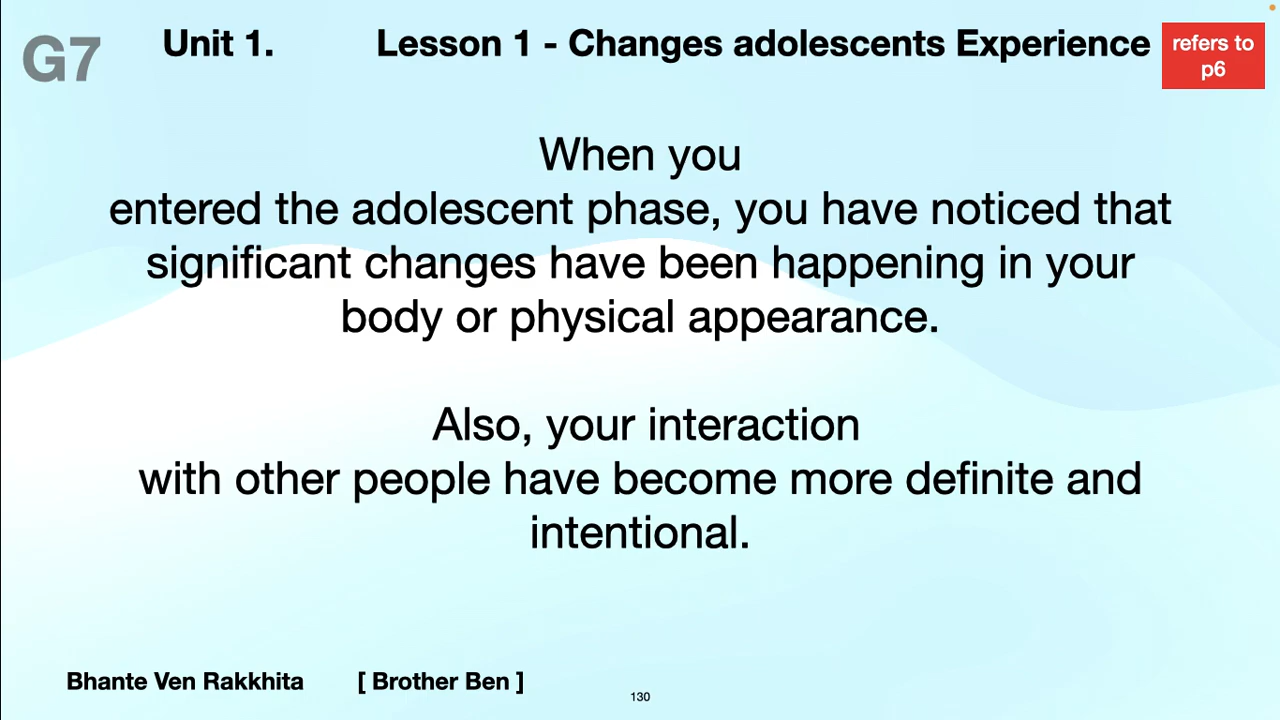 G7
Unit 1. Lesson 1 - Changes adolescents Experience
refers to
p6
When you
entered the adolescent phase, you have noticed that
significant changes have been happening in your
body or physical appearance.
Also, your interaction
with other people have become more definite and
intentional.
Bhante Ven Rakkhita [ Brother Ben ]
130